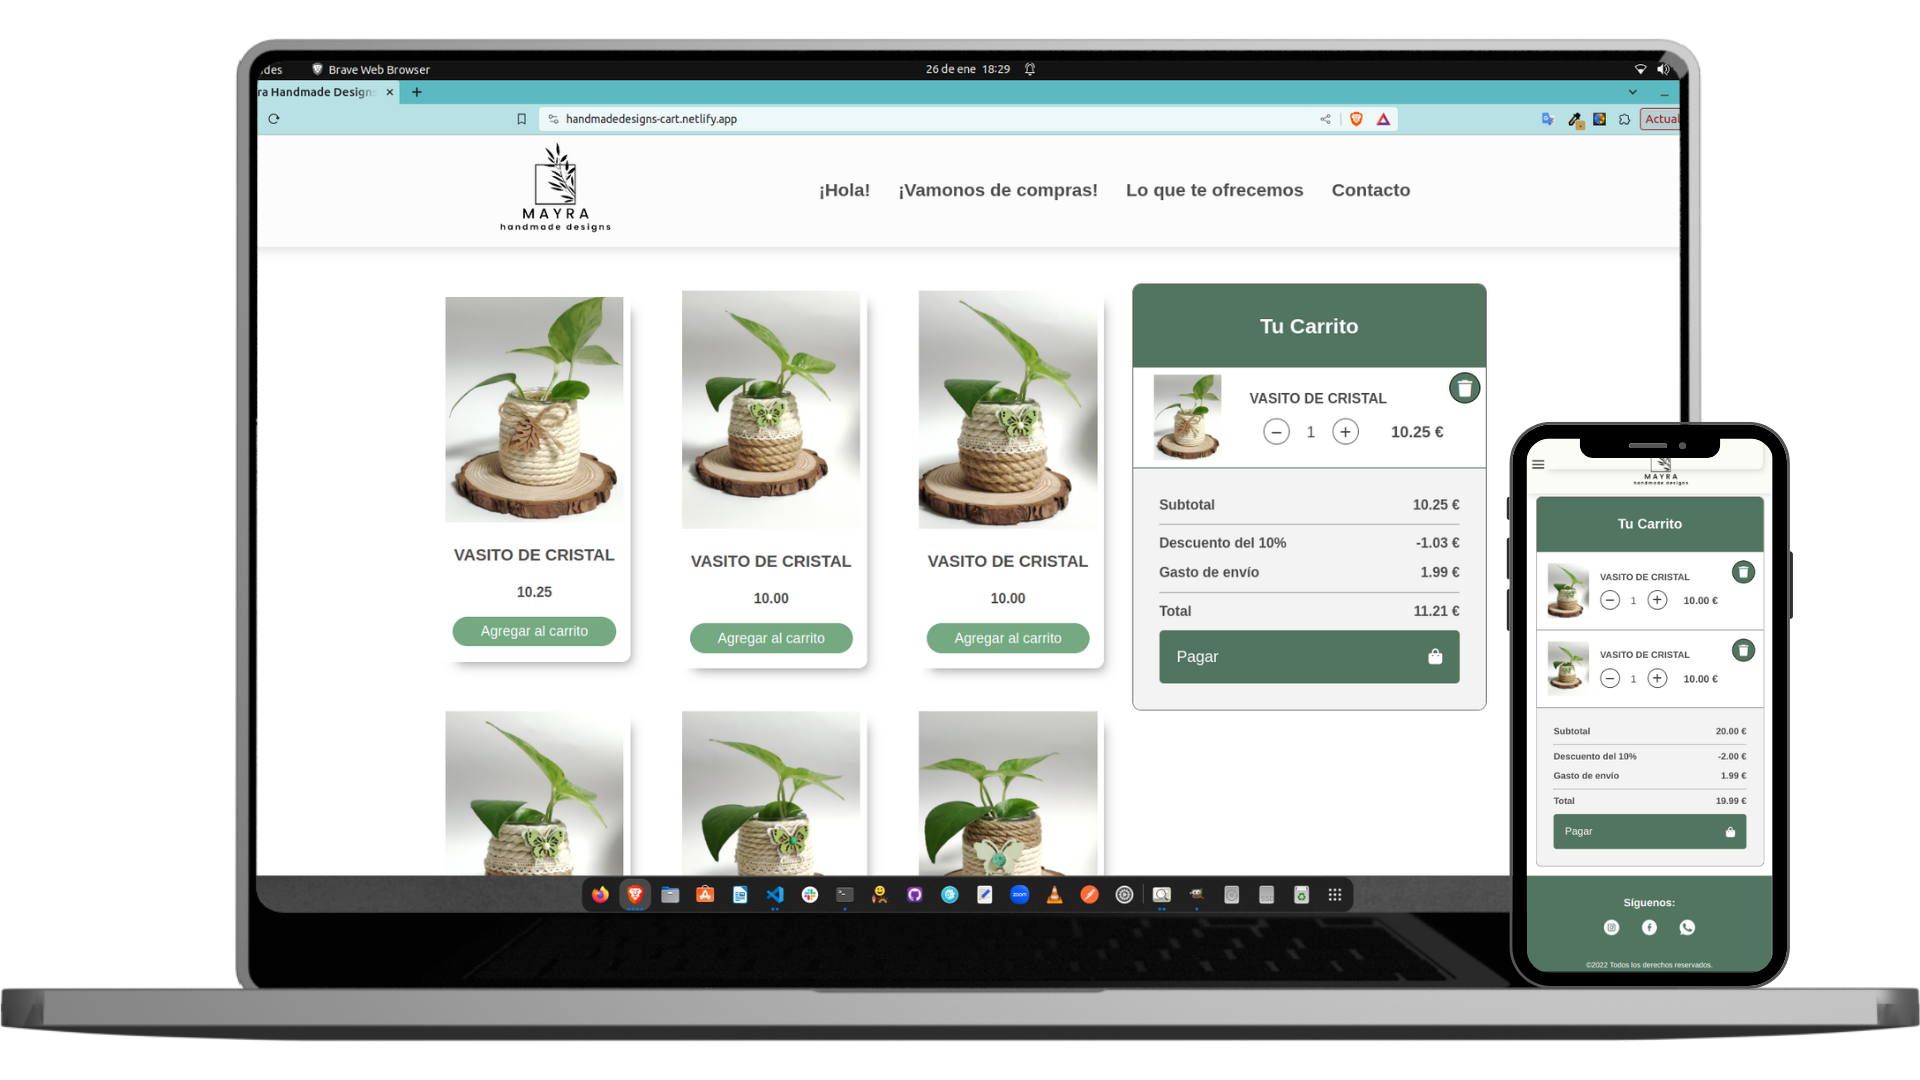 des
Brave Web Browser
26 de ene 18:29
ra Handmade Designs
handmadedesigns-cart.netlify.app
Actual
MAYRA
handmade designs
¡Hola!
¡Vamonos de compras!
Lo que te ofrecemos
Contacto
VASITO DE CRISTAL
10.25
Agregar al carrito
VASITO DE CRISTAL
10.00
Agregar al carrito
VASITO DE CRISTAL
10.00
Agregar al carrito
Tu Carrito
VASITO DE CRISTAL
1
10.25 €
Subtotal 10.25 €
Descuento del 10% -1.03 €
Gasto de envío 1.99 €
Total 11.21 €
Pagar
zoom
MAYRA
handmade designs
Tu Carrito
VASITO DE CRISTAL
1 10.00 €
VASITO DE CRISTAL
1 10.00 €
Subtotal 20.00 €
Descuento del 10% -2.00 €
Gasto de envío 1.99 €
Total 19.99 €
Pagar
Síguenos:
©2022 Todos los derechos reservados.